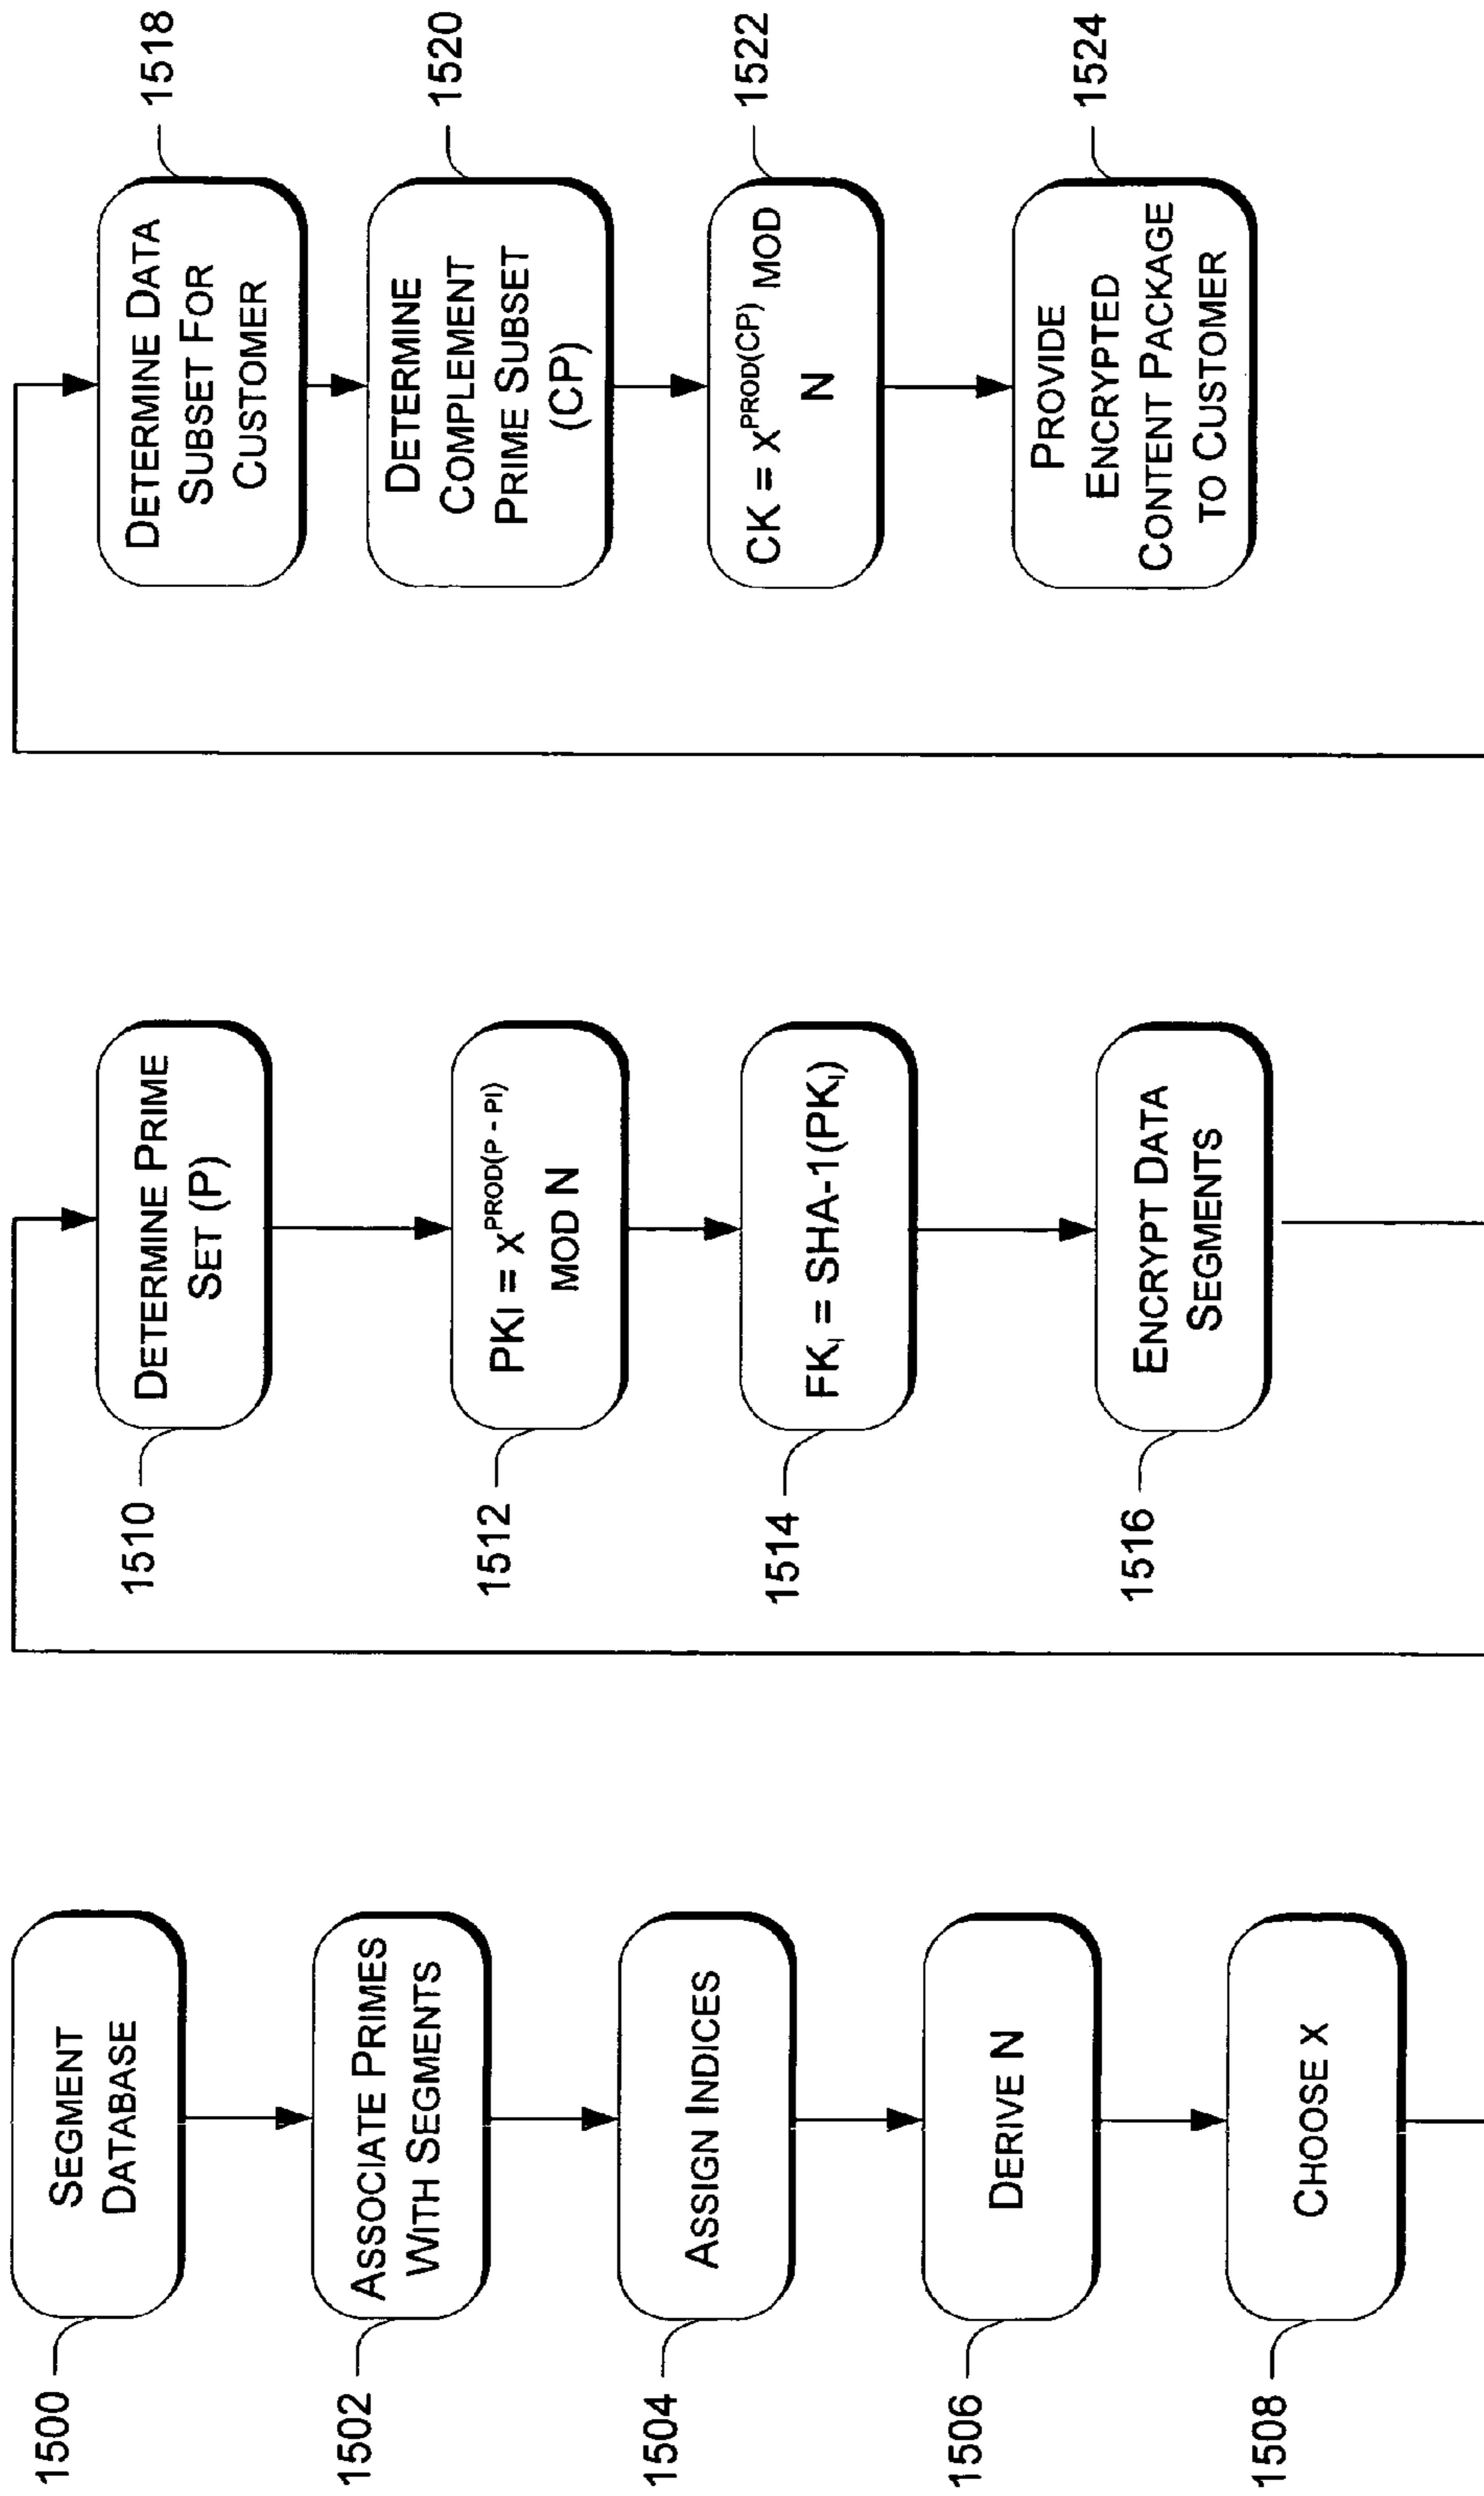 1500
SEGMENT
DATABASE
1502
ASSOCIATE PRIMES
WITH SEGMENTS
1504
ASSIGN INDICES
1506
DERIVE N
1508
CHOOSE X
1510
DETERMINE PRIME
SET (P)
1512
PKI = X^PROD(P - PI)
MOD N
1514
FK_I = SHA-1(PK_I)
1516
ENCRYPT DATA
SEGMENTS
1518
DETERMINE DATA
SUBSET FOR
CUSTOMER
1520
DETERMINE
COMPLEMENT
PRIME SUBSET
(CP)
1522
CK = X^PROD(CP) MOD
N
1524
PROVIDE
ENCRYPTED
CONTENT PACKAGE
TO CUSTOMER